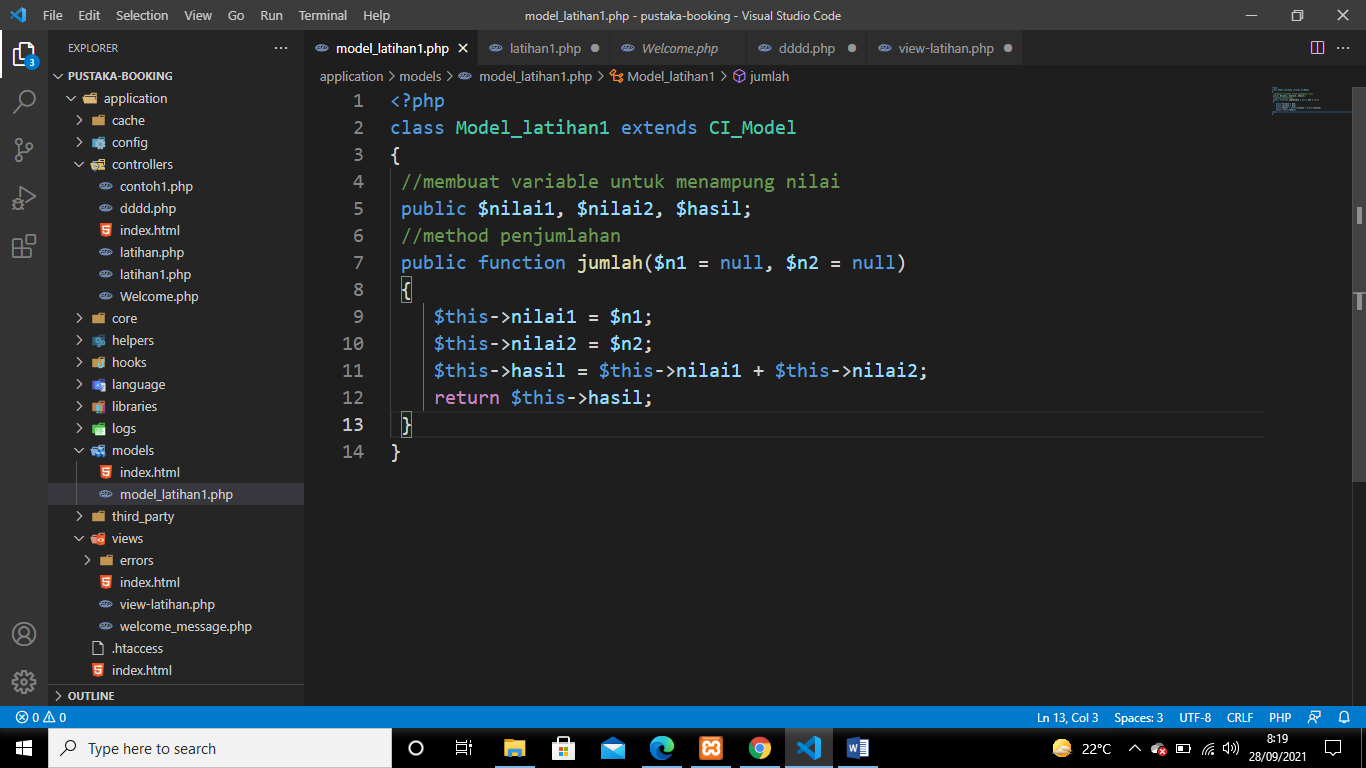 File Edit Selection View Go Run Terminal Help
model_latihan1.php - pustaka-booking - Visual Studio Code
EXPLORER
PUSTAKA-BOOKING
application
cache
config
controllers
contoh1.php
dddd.php
index.html
latihan.php
latihan1.php
Welcome.php
core
helpers
hooks
language
libraries
logs
models
index.html
model_latihan1.php
third_party
views
errors
index.html
view-latihan.php
welcome_message.php
.htaccess
index.html
OUTLINE
3
model_latihan1.php latihan1.php Welcome.php dddd.php view-latihan.php
application > models > model_latihan1.php > Model_latihan1 > jumlah
1 <?php
2 class Model_latihan1 extends CI_Model
3 {
4 //membuat variable untuk menampung nilai
5 public $nilai1, $nilai2, $hasil;
6 //method penjumlahan
7 public function jumlah($n1 = null, $n2 = null)
8 {
9 $this->nilai1 = $n1;
10 $this->nilai2 = $n2;
11 $this->hasil = $this->nilai1 + $this->nilai2;
12 return $this->hasil;
13 }
14 }
0 0
Ln 13, Col 3 Spaces: 3 UTF-8 CRLF PHP
Type here to search
22°C
8:19
28/09/2021